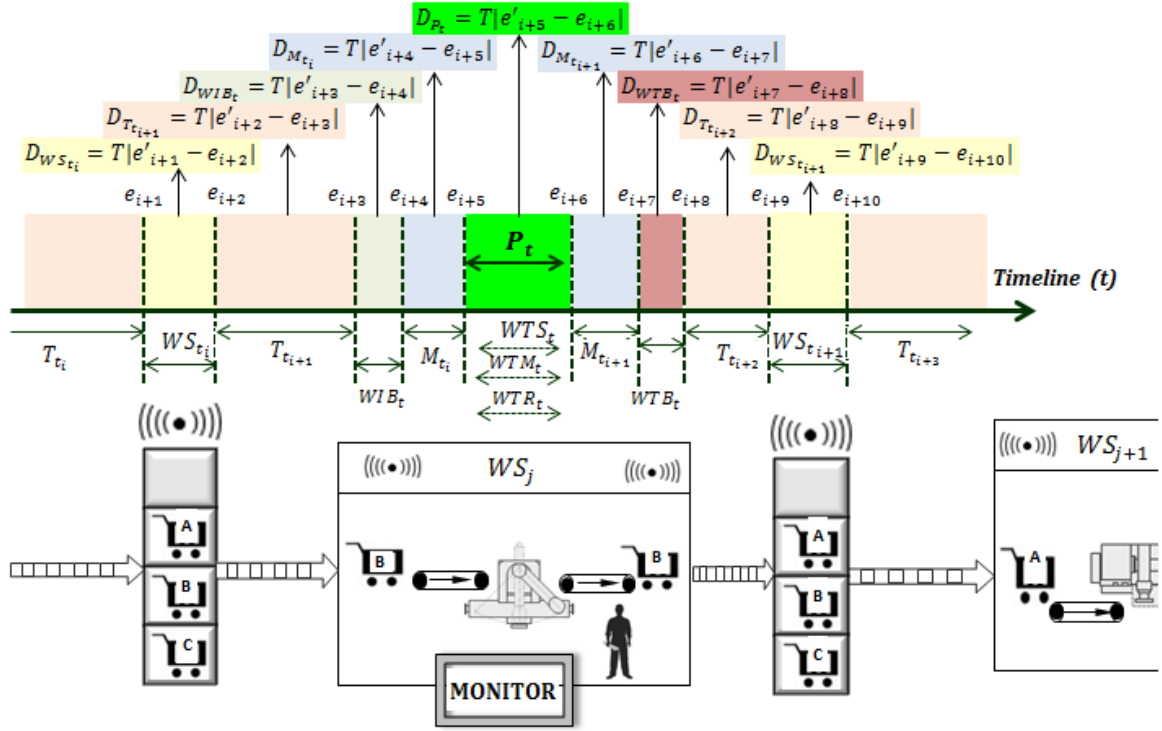 D_{P_t} = T|e'_{i+5} − e_{i+6}|
D_{M_{t_i}} = T|e'_{i+4} − e_{i+5}|
D_{M_{t_{i+1}}} = T|e'_{i+6} − e_{i+7}|
D_{WIB_t} = T|e'_{i+3} − e_{i+4}|
D_{WTB_t} = T|e'_{i+7} − e_{i+8}|
D_{T_{t_{i+1}}} = T|e'_{i+2} − e_{i+3}|
D_{T_{t_{i+2}}} = T|e'_{i+8} − e_{i+9}|
D_{WS_{t_i}} = T|e'_{i+1} − e_{i+2}|
D_{WS_{t_{i+1}}} = T|e'_{i+9} − e_{i+10}|
e_{i+1} e_{i+2} e_{i+3} e_{i+4} e_{i+5} e_{i+6} e_{i+7} e_{i+8} e_{i+9} e_{i+10}
P_t
Timeline (t)
T_{t_i} WS_{t_i} T_{t_{i+1}} M_{t_i} WTS_t M_{t_{i+1}} T_{t_{i+2}} WS_{t_{i+1}} T_{t_{i+3}}
WTM_t
WIB_t WTR_t WTB_t
WS_j
WS_{j+1}
A
B
C
B
B
A
B
C
A
MONITOR